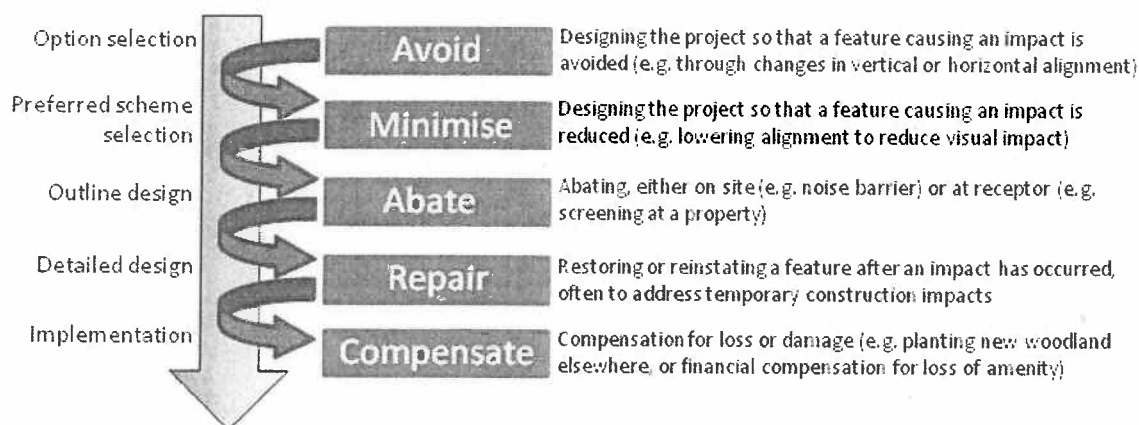 Option selection
Avoid
Designing the project so that a feature causing an impact is
avoided (e.g. through changes in vertical or horizontal alignment)
Preferred scheme
selection
Minimise
Designing the project so that a feature causing an impact is
reduced (e.g. lowering alignment to reduce visual impact)
Outline design
Abate
Abating, either on site (e.g. noise barrier) or at receptor (e.g.
screening at a property)
Detailed design
Repair
Restoring or reinstating a feature after an impact has occurred,
often to address temporary construction impacts
Implementation
Compensate
Compensation for loss or damage (e.g. planting new woodland
elsewhere, or financial compensation for loss of amenity)